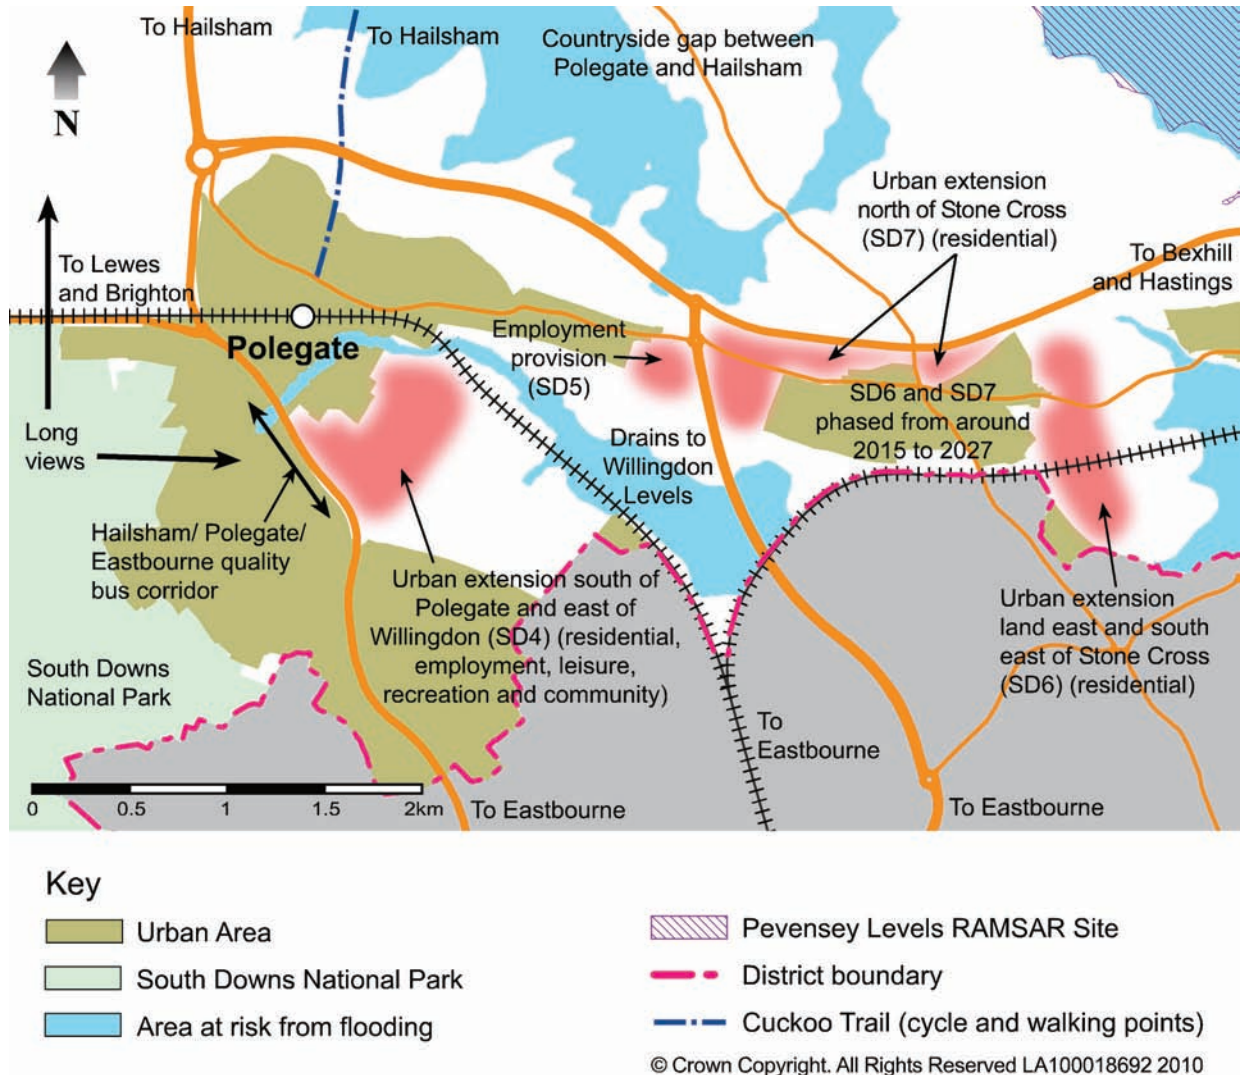 To Hailsham
To Hailsham
Countryside gap between
Polegate and Hailsham
N
Urban extension
north of Stone Cross
(SD7) (residential)
To Lewes
and Brighton
To Bexhill
and Hastings
Polegate
Employment
provision
(SD5)
SD6 and SD7
phased from around
2015 to 2027
Long
views
Drains to
Willingdon
Levels
Hailsham/ Polegate/
Eastbourne quality
bus corridor
Urban extension south of
Polegate and east of
Willingdon (SD4) (residential,
employment, leisure,
recreation and community)
Urban extension
land east and south
east of Stone Cross
(SD6) (residential)
South Downs
National Park
To
Eastbourne
0 0.5 1 1.5 2km
To Eastbourne
To Eastbourne
Key
Urban Area
South Downs National Park
Area at risk from flooding
Pevensey Levels RAMSAR Site
District boundary
Cuckoo Trail (cycle and walking points)
© Crown Copyright. All Rights Reserved LA100018692 2010